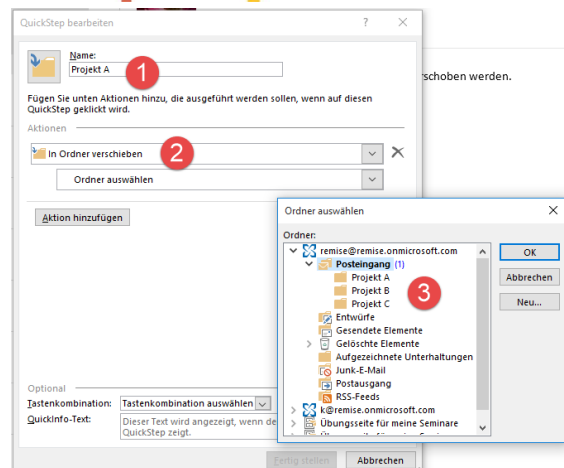 QuickStep bearbeiten
Name:
Projekt A
1
rschoben werden.
Fügen Sie unten Aktionen hinzu, die ausgeführt werden sollen, wenn auf diesen
QuickStep geklickt wird.
Aktionen
In Ordner verschieben
2
Ordner auswählen
Aktion hinzufügen
Optional
Tastenkombination: Tastenkombination auswählen
QuickInfo-Text: Dieser Text wird angezeigt, wenn de
QuickStep zeigt.
Fertig stellen
Abbrechen
Ordner auswählen
Ordner:
remise@remise.onmicrosoft.com
Posteingang (1)
Projekt A
Projekt B
Projekt C
3
Entwürfe
Gesendete Elemente
Gelöschte Elemente
Aufgezeichnete Unterhaltungen
Junk-E-Mail
Postausgang
RSS-Feeds
k@remise.onmicrosoft.com
Übungsseite für meine Seminare
OK
Abbrechen
Neu...